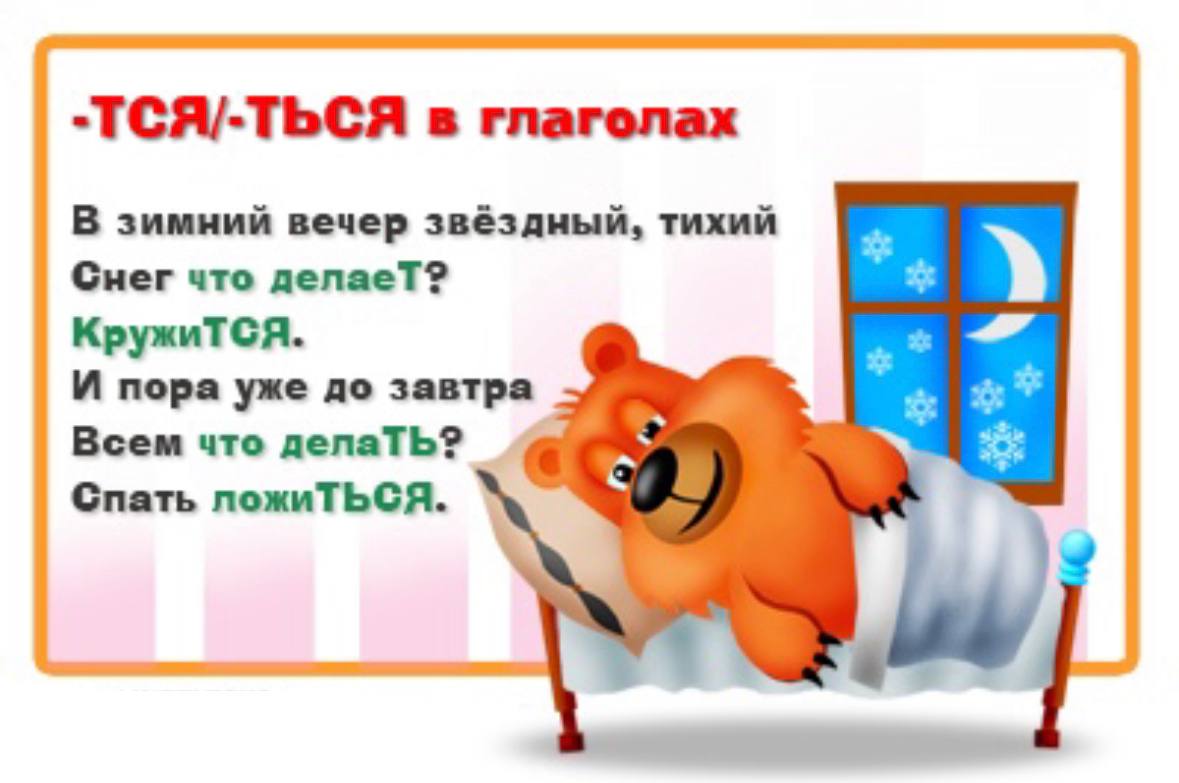 -ТСЯ/-ТЬСЯ в глаголах
В зимний вечер звёздный, тихий
Снег что делаеТ?
КружиТСЯ.
И пора уже до завтра
Всем что делаТЬ?
Спать ложиТЬСЯ.